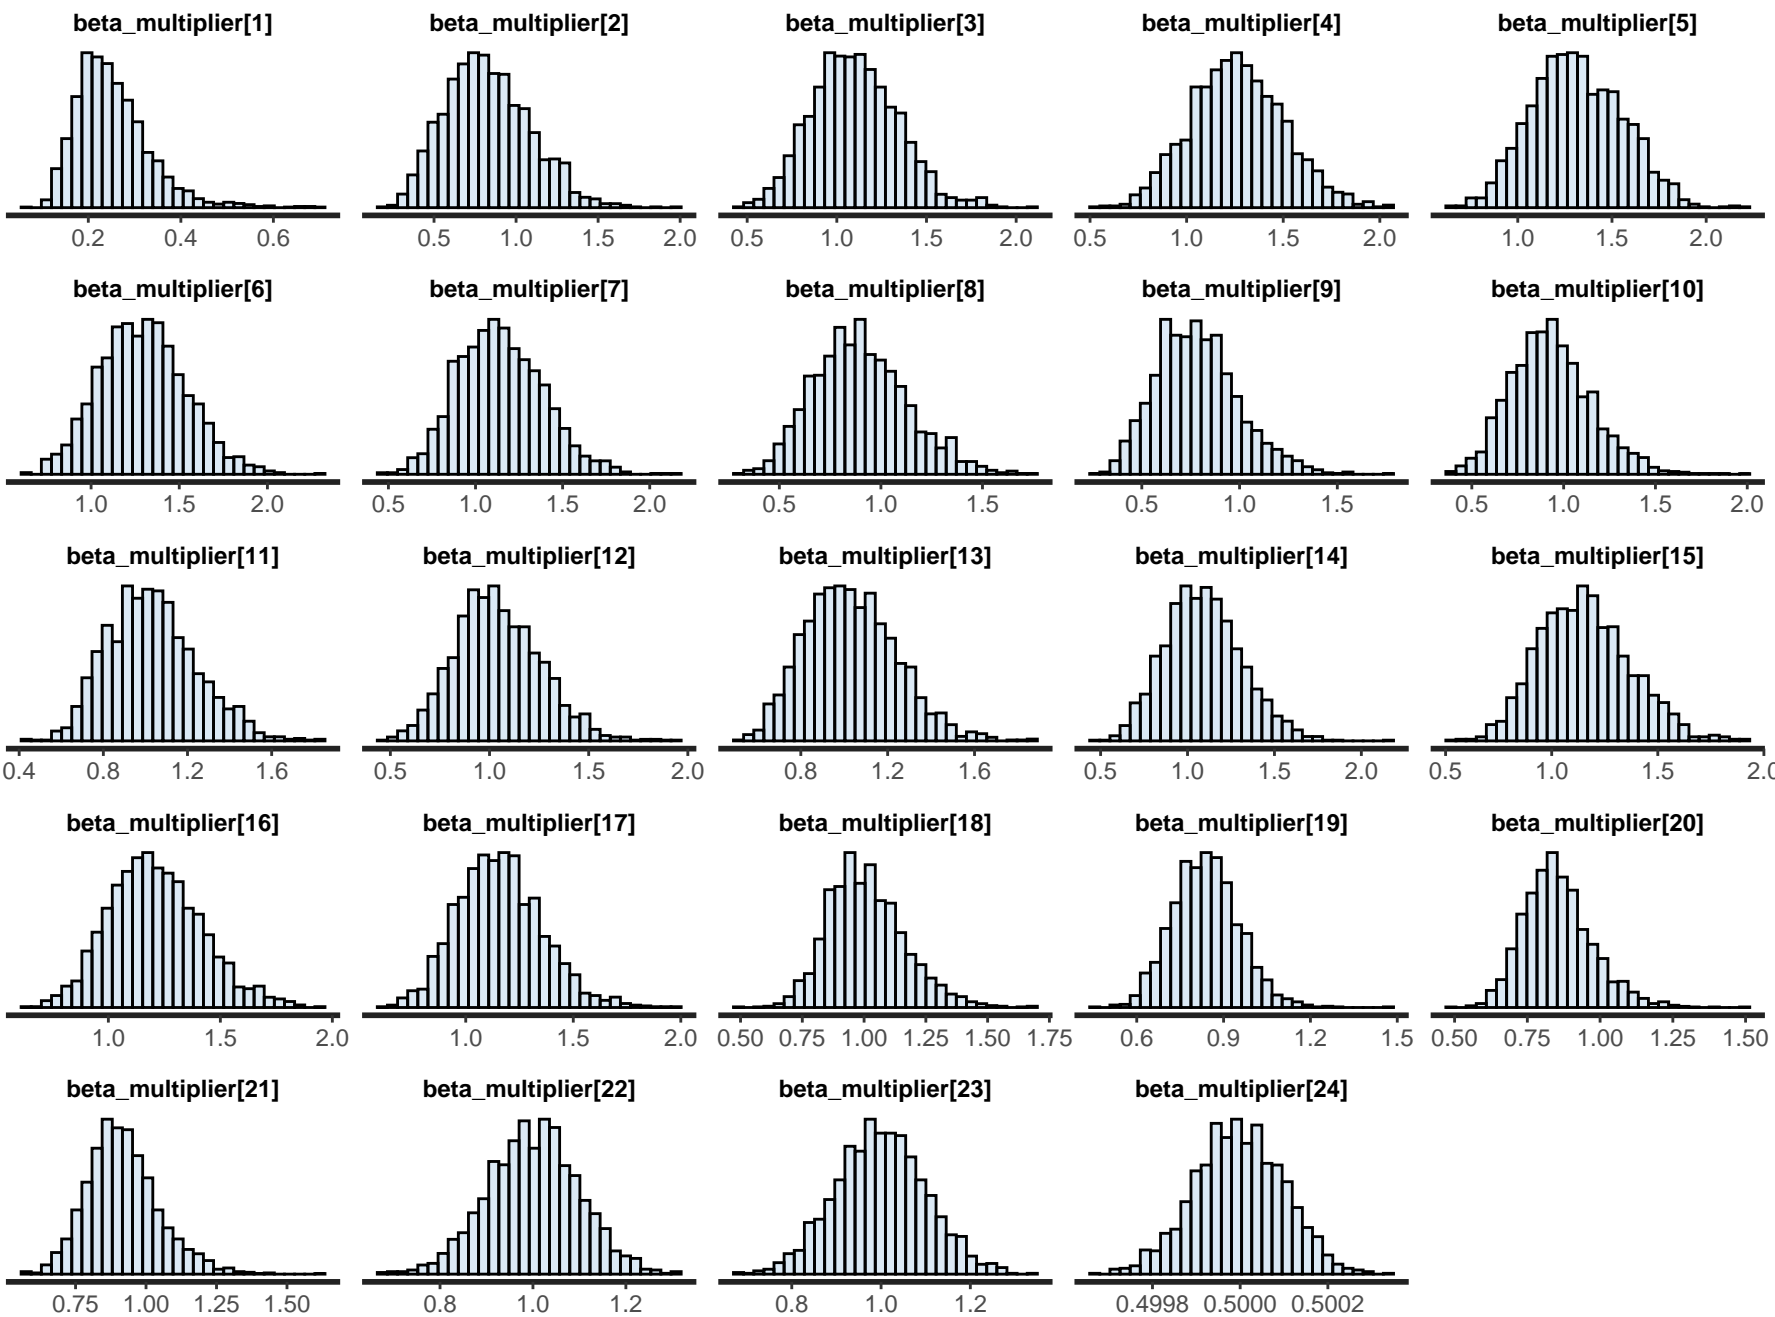 beta_multiplier[1] beta_multiplier[2] beta_multiplier[3] beta_multiplier[4] beta_multiplier[5]
0.2 0.4 0.6 0.5 1.0 1.5 2.0 0.5 1.0 1.5 2.0 0.5 1.0 1.5 2.0 1.0 1.5 2.0
beta_multiplier[6] beta_multiplier[7] beta_multiplier[8] beta_multiplier[9] beta_multiplier[10]
1.0 1.5 2.0 0.5 1.0 1.5 2.0 0.5 1.0 1.5 0.5 1.0 1.5 0.5 1.0 1.5 2.0
beta_multiplier[11] beta_multiplier[12] beta_multiplier[13] beta_multiplier[14] beta_multiplier[15]
0.4 0.8 1.2 1.6 0.5 1.0 1.5 2.0 0.8 1.2 1.6 0.5 1.0 1.5 2.0 0.5 1.0 1.5 2.0
beta_multiplier[16] beta_multiplier[17] beta_multiplier[18] beta_multiplier[19] beta_multiplier[20]
1.0 1.5 2.0 1.0 1.5 2.0 0.50 0.75 1.00 1.25 1.50 1.75 0.6 0.9 1.2 1.5 0.50 0.75 1.00 1.25 1.50
beta_multiplier[21] beta_multiplier[22] beta_multiplier[23] beta_multiplier[24]
0.75 1.00 1.25 1.50 0.8 1.0 1.2 0.8 1.0 1.2 0.4998 0.5000 0.5002